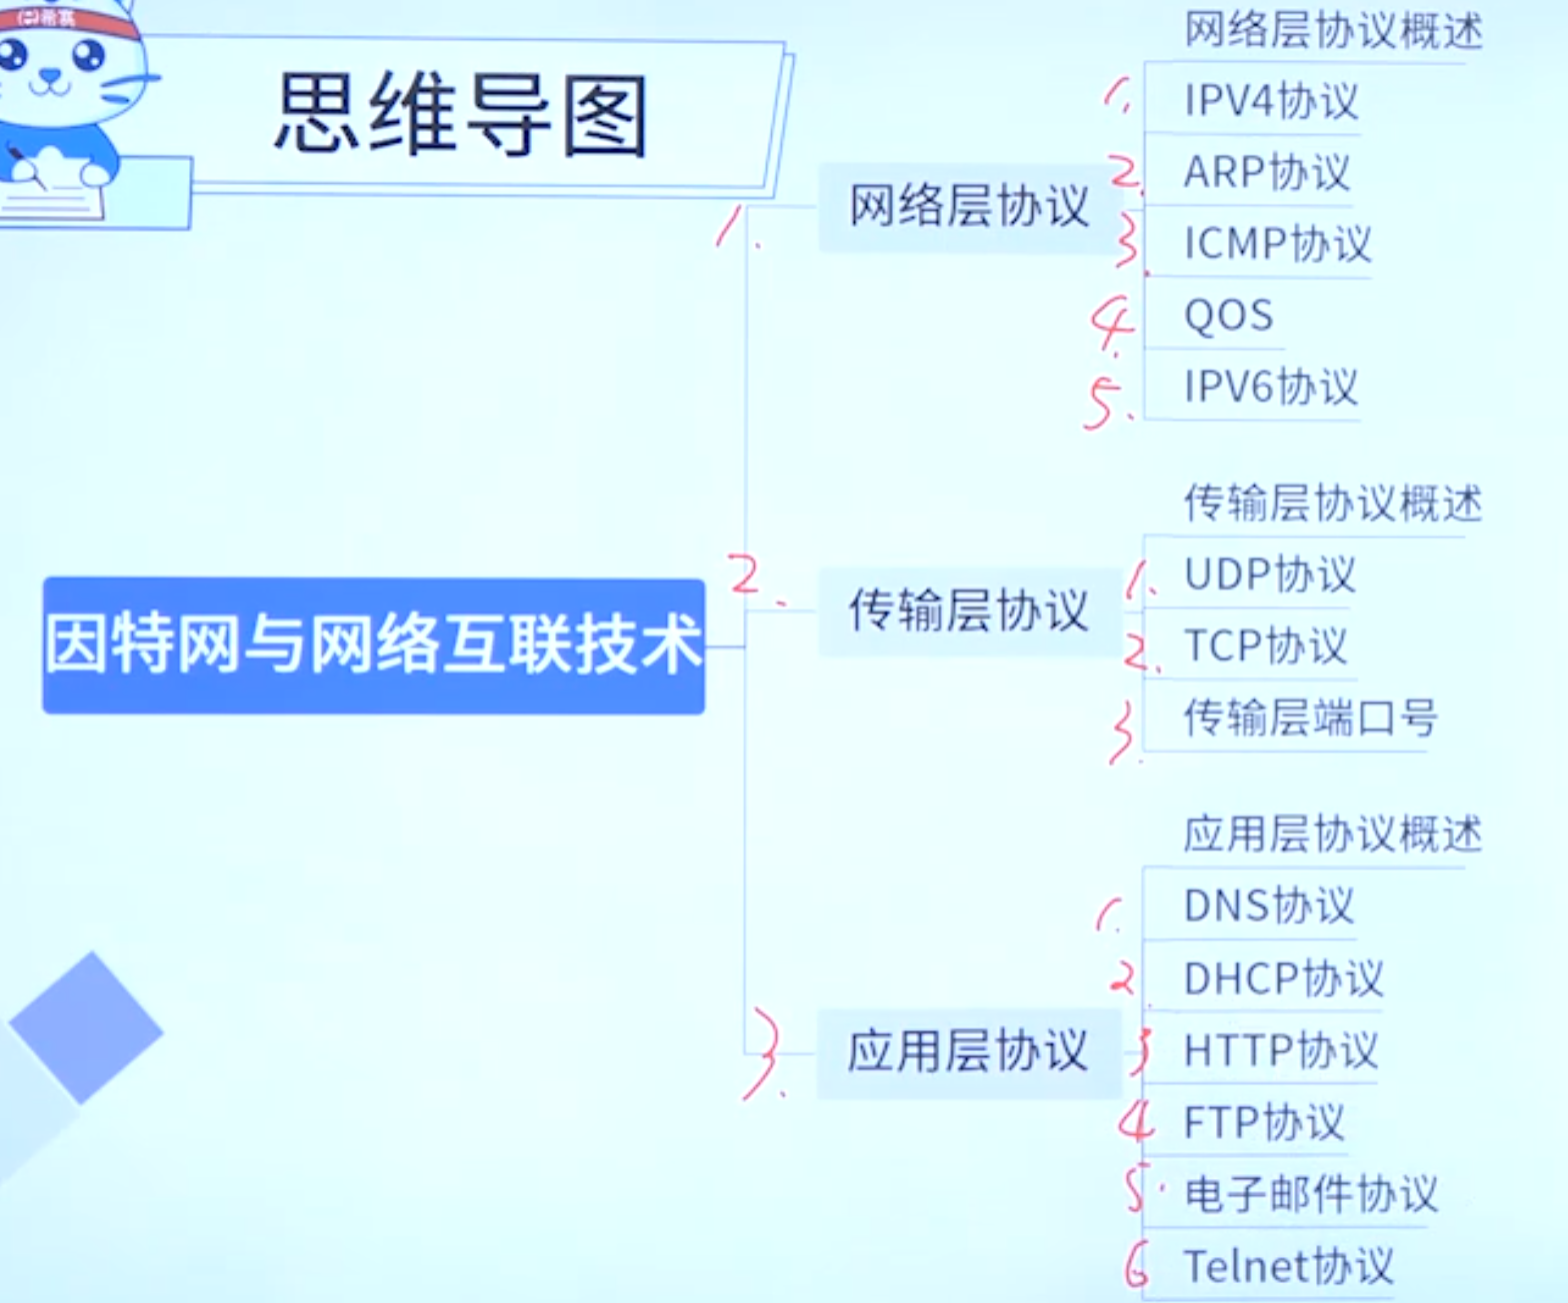 希赛
思维导图
因特网与网络互联技术
1.
网络层协议
网络层协议概述
1. IPV4协议
2. ARP协议
3. ICMP协议
4. QOS
5. IPV6协议
2.
传输层协议
传输层协议概述
1. UDP协议
2. TCP协议
3. 传输层端口号
3.
应用层协议
应用层协议概述
1. DNS协议
2. DHCP协议
3 HTTP协议
4 FTP协议
5. 电子邮件协议
6 Telnet协议